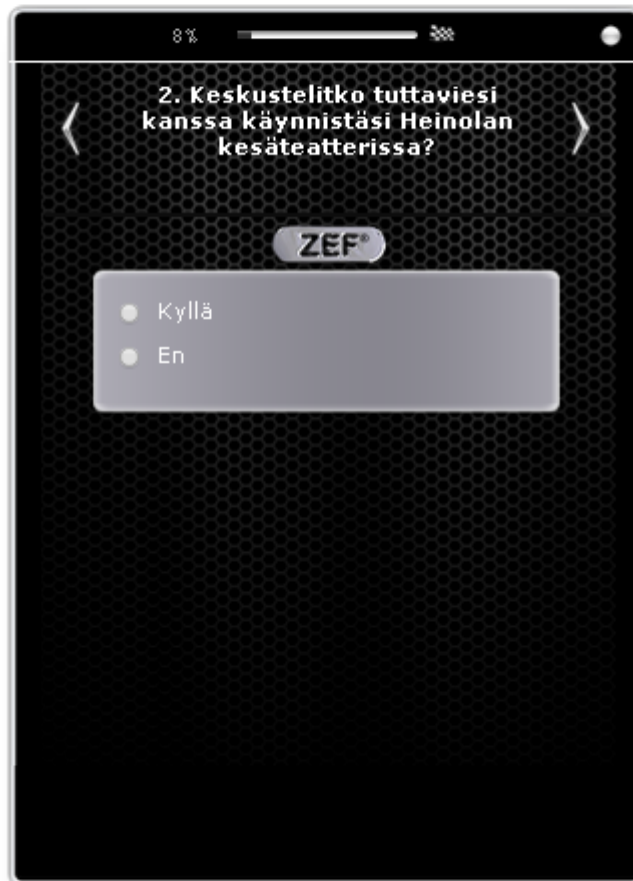 8%
2. Keskustelitko tuttaviesi
kanssa käynnistäsi Heinolan
kesäteatterissa?
ZEF®
Kyllä
En